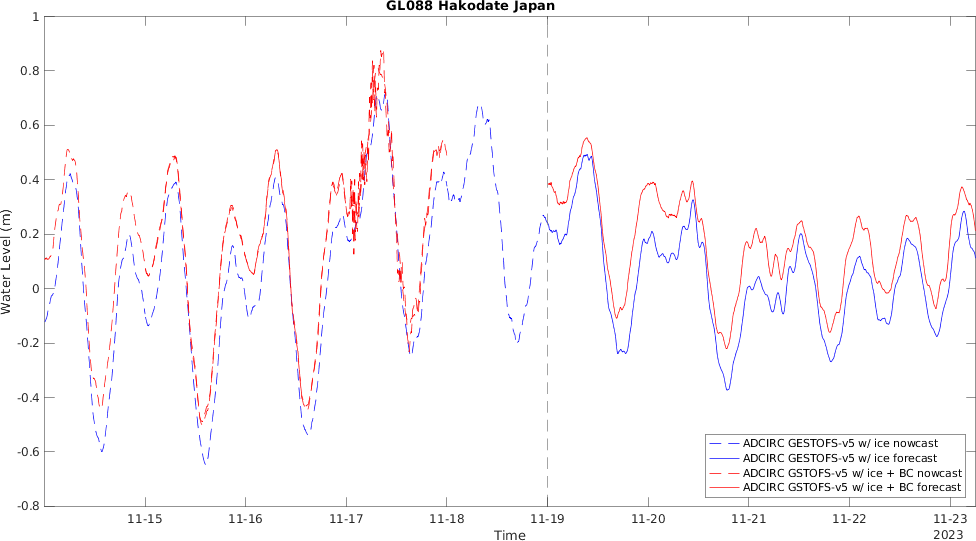 GL088 Hakodate Japan
1
0.8
0.6
0.4
0.2
0
-0.2
-0.4
-0.6
-0.8
Water Level (m)
11-15
11-16
11-17
11-18
11-19
11-20
11-21
11-22
11-23
2023
Time
ADCIRC GESTOFS-v5 w/ ice nowcast
ADCIRC GESTOFS-v5 w/ ice forecast
ADCIRC GSTOFS-v5 w/ ice + BC nowcast
ADCIRC GSTOFS-v5 w/ ice + BC forecast